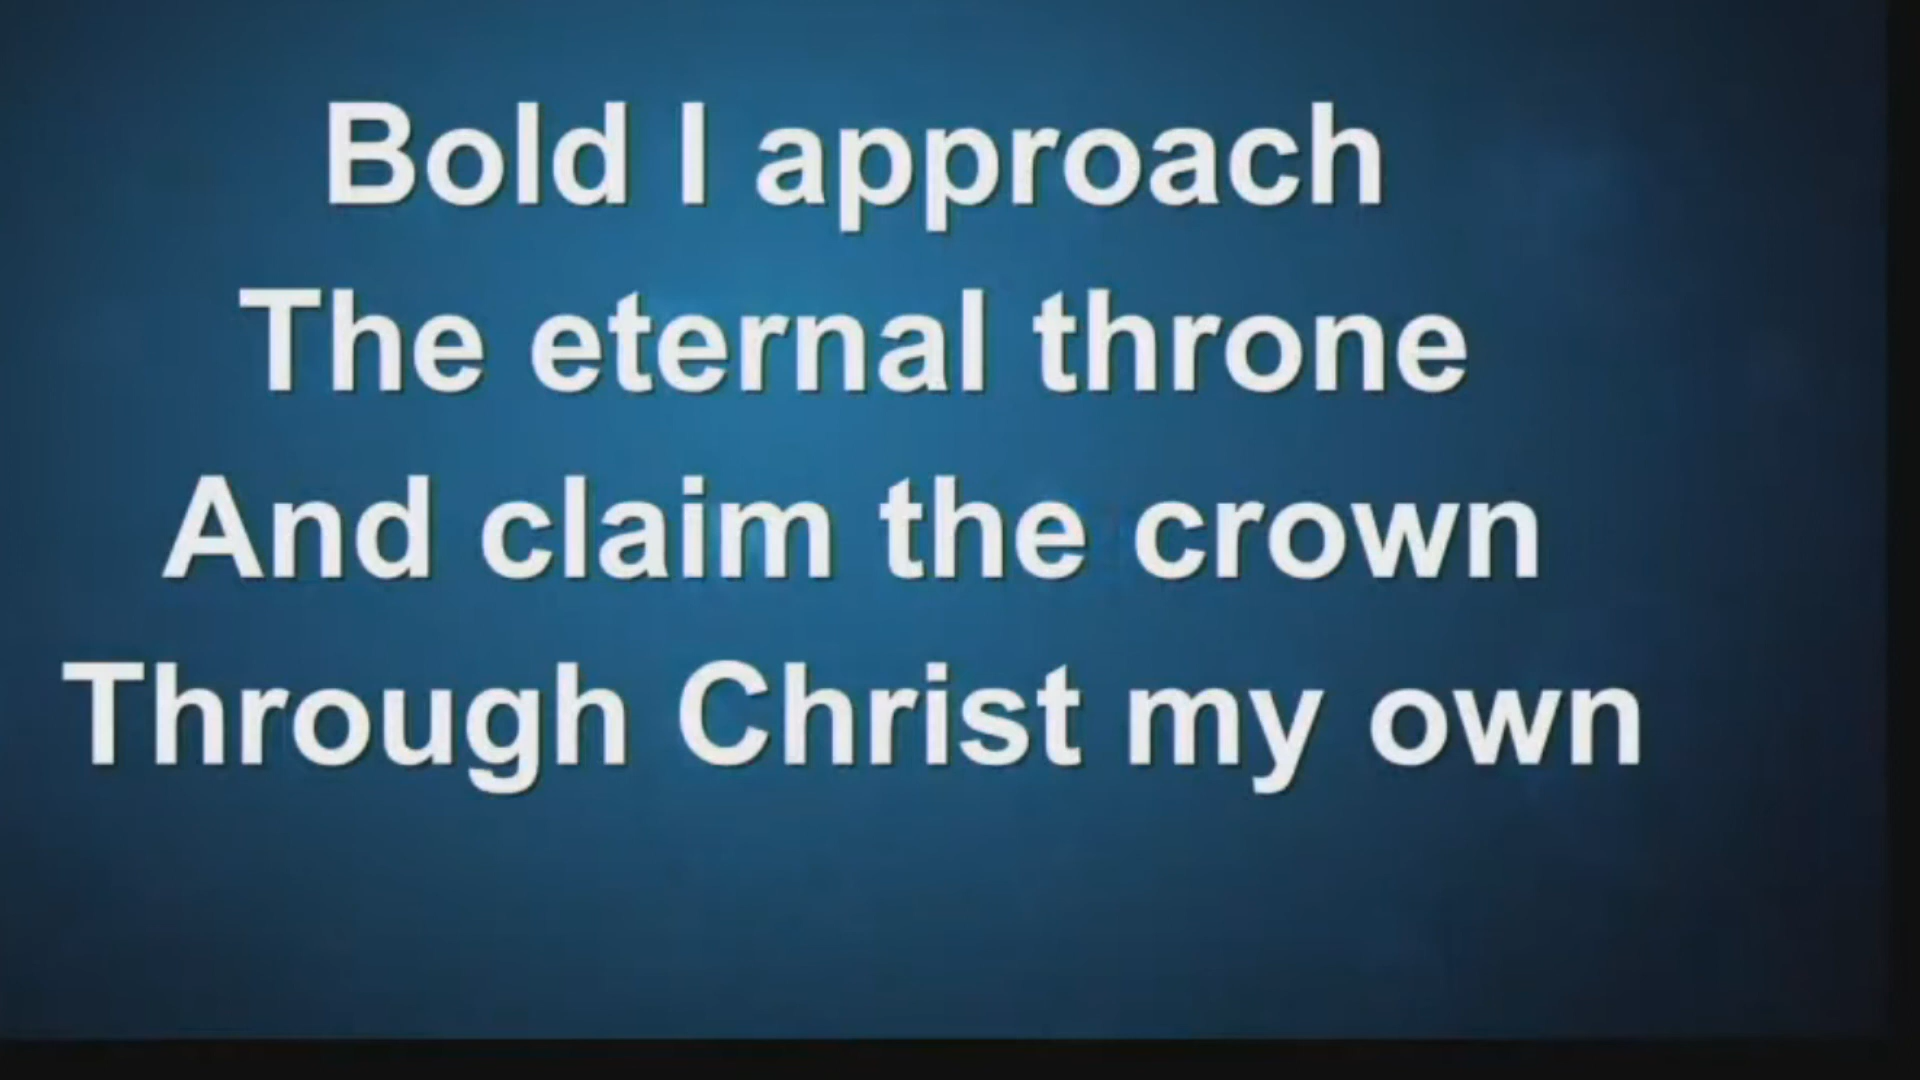 Bold I approach
The eternal throne
And claim the crown
Through Christ my own